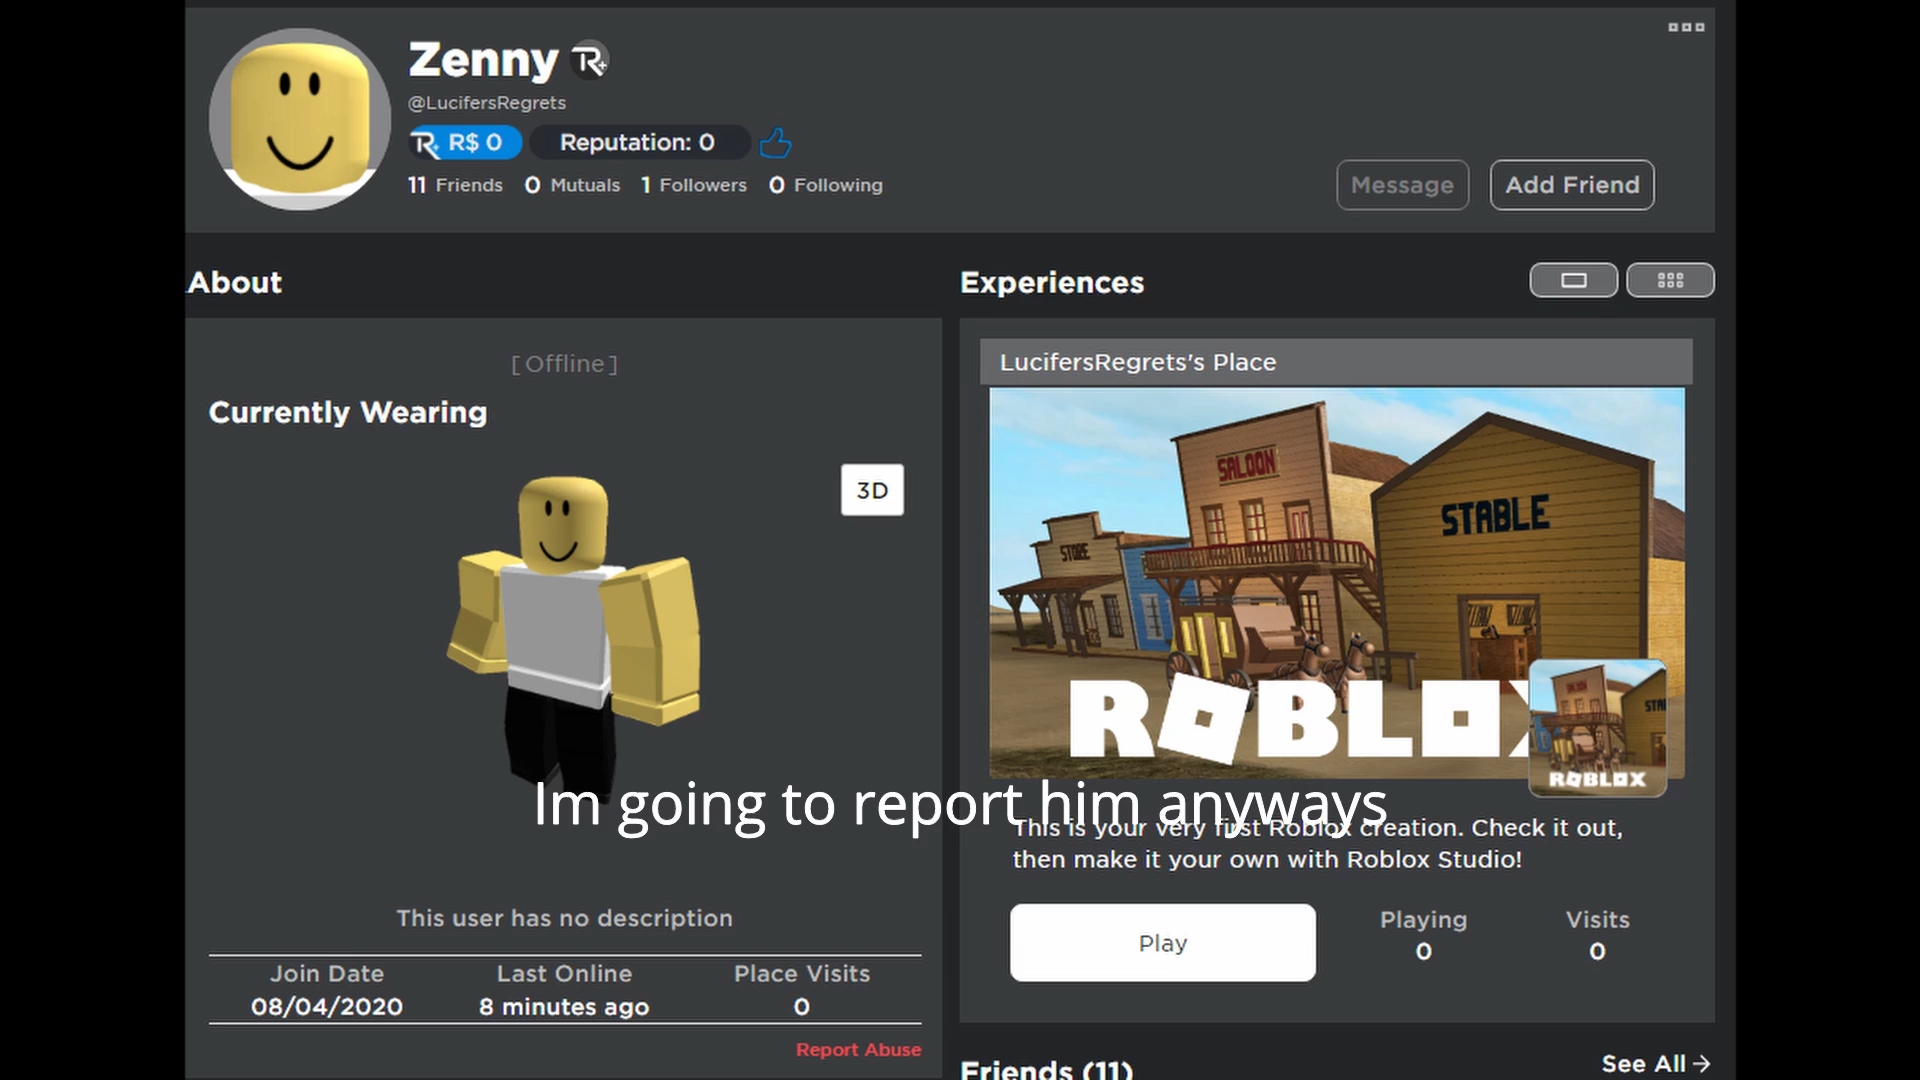 Zenny
@LucifersRegrets
R$ 0
Reputation: 0
11 Friends 0 Mutuals 1 Followers 0 Following
Message
Add Friend
About
[ Offline ]
Currently Wearing
3D
Im going to report him anyways
This user has no description
Join Date
08/04/2020
Last Online
8 minutes ago
Place Visits
0
Report Abuse
Experiences
LucifersRegrets's Place
SALOON
STABLE
STORE
ROBLOX
SALOON
STA
ROBLOX
This is your very first Roblox creation. Check it out,
then make it your own with Roblox Studio!
Play
Playing
0
Visits
0
Friends (11)
See All